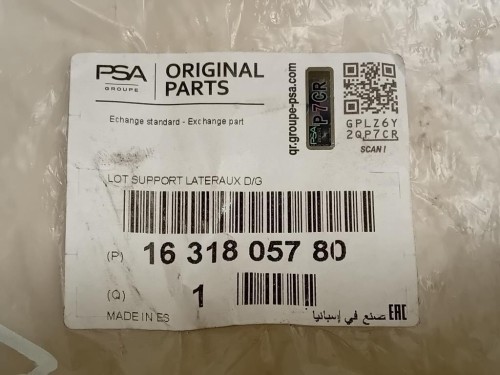 PSA
GROUPE
ORIGINAL
PARTS
Echange standard - Exchange part
qr.groupe-psa.com
PSA P7CR
GPLZ6Y
2QP7CR
SCAN !
LOT SUPPORT LATERAUX D/G
(P) 16 318 057 80
(Q) 1
MADE IN ES
صنع في إسبانيا
EAC